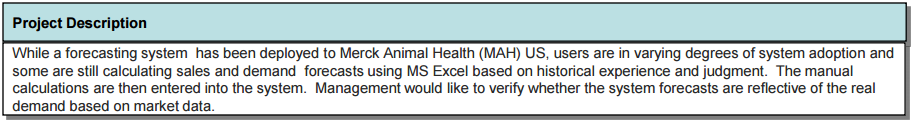 Project Description
While a forecasting system has been deployed to Merck Animal Health (MAH) US, users are in varying degrees of system adoption and
some are still calculating sales and demand forecasts using MS Excel based on historical experience and judgment. The manual
calculations are then entered into the system. Management would like to verify whether the system forecasts are reflective of the real
demand based on market data.